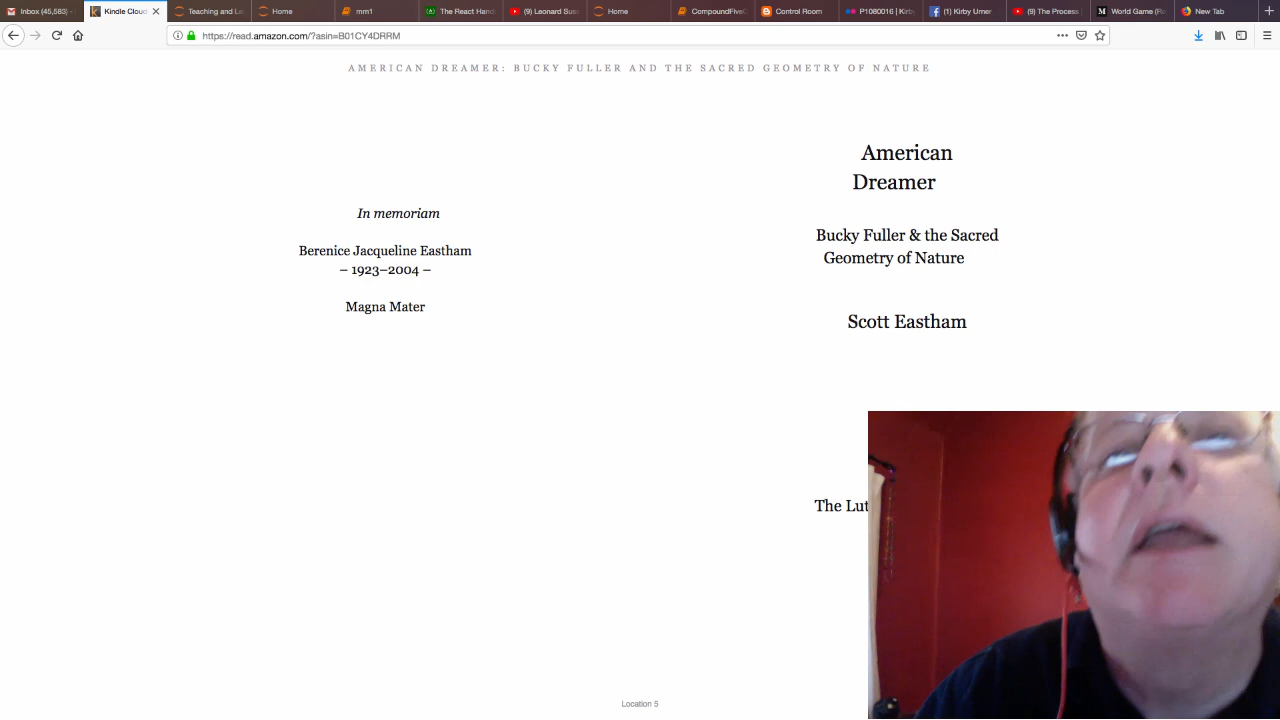 Inbox (45,583)
Kindle Cloud
Teaching and Le
Home
mm1
The React Hand
(9) Leonard Sus
Home
CompoundFive
Control Room
P1080016 | Kirb
(1) Kirby Urner
(9) The Process
World Game (R
New Tab
https://read.amazon.com/?asin=B01CY4DRRM
AMERICAN DREAMER: BUCKY FULLER AND THE SACRED GEOMETRY OF NATURE
In memoriam
Berenice Jacqueline Eastham
– 1923–2004 –
Magna Mater
American
Dreamer
Bucky Fuller & the Sacred
Geometry of Nature
Scott Eastham
The Lut
Location 5